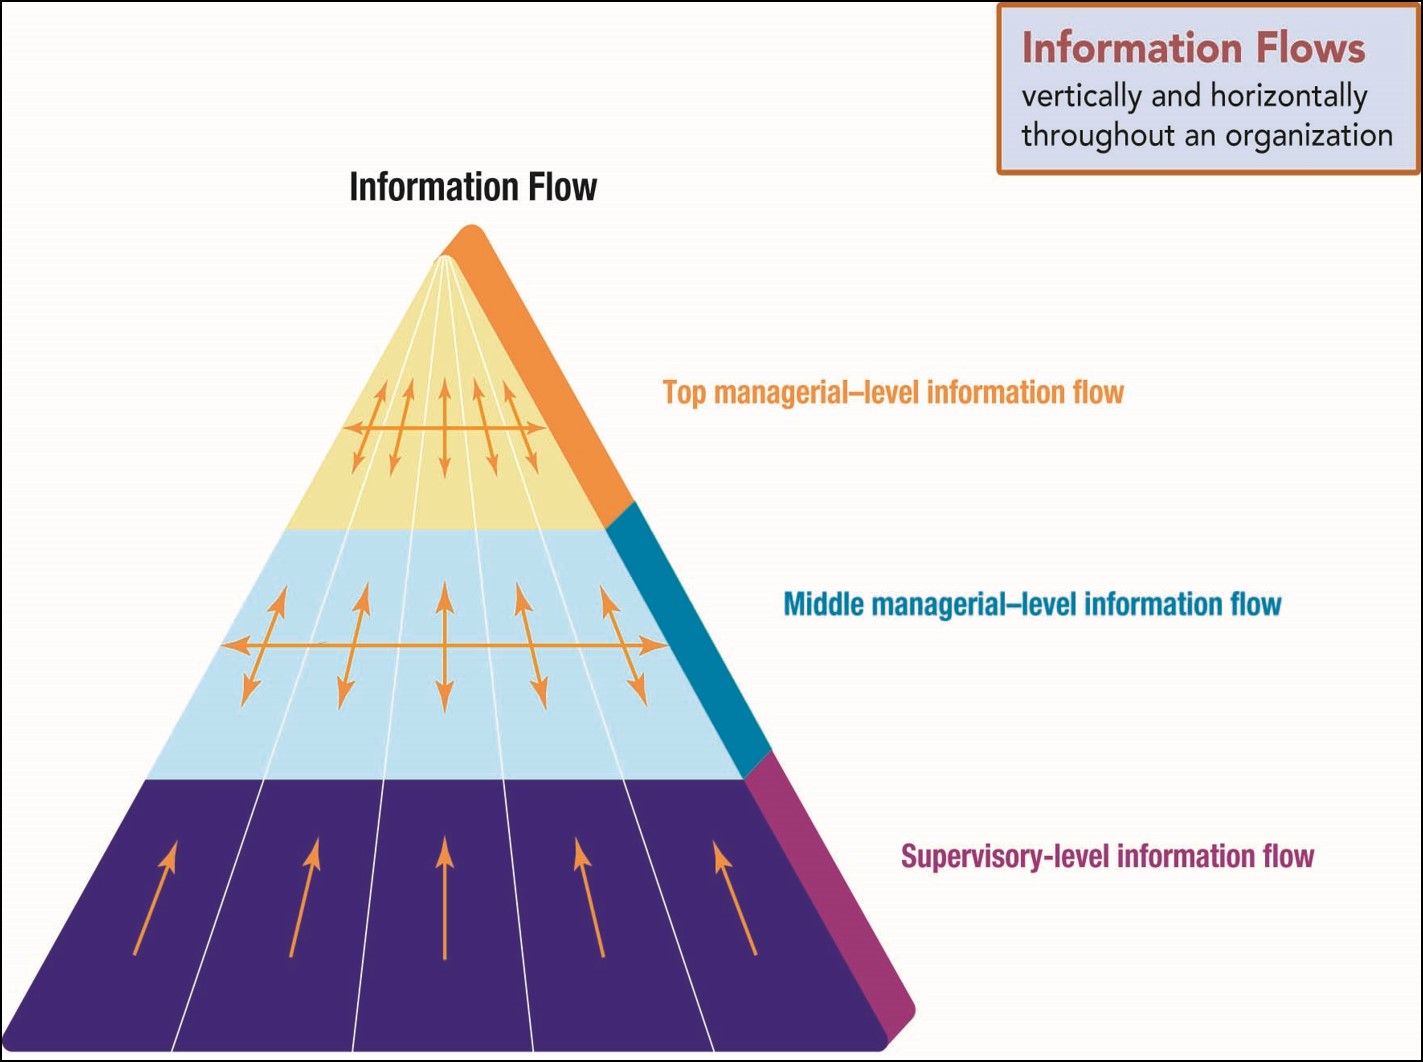 Information Flows
vertically and horizontally
throughout an organization
Information Flow
Top managerial–level information flow
Middle managerial–level information flow
Supervisory-level information flow